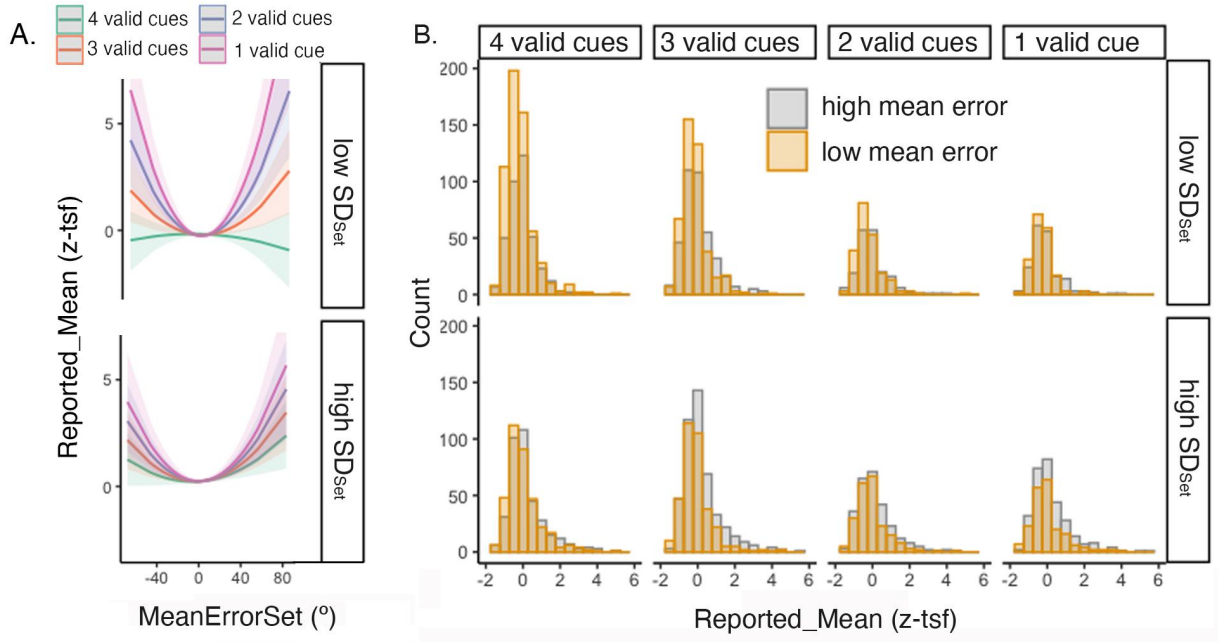 A.
4 valid cues
2 valid cues
3 valid cues
1 valid cue
Reported_Mean (z-tsf)
5
0
low SDSet
5
0
high SDSet
-40 0 40 80
MeanErrorSet (º)
B.
4 valid cues 3 valid cues 2 valid cues 1 valid cue
high mean error
low mean error
Count
200
150
100
50
0
low SDSet
200
150
100
50
0
high SDSet
-2 0 2 4 6 -2 0 2 4 6 -2 0 2 4 6 -2 0 2 4 6
Reported_Mean (z-tsf)